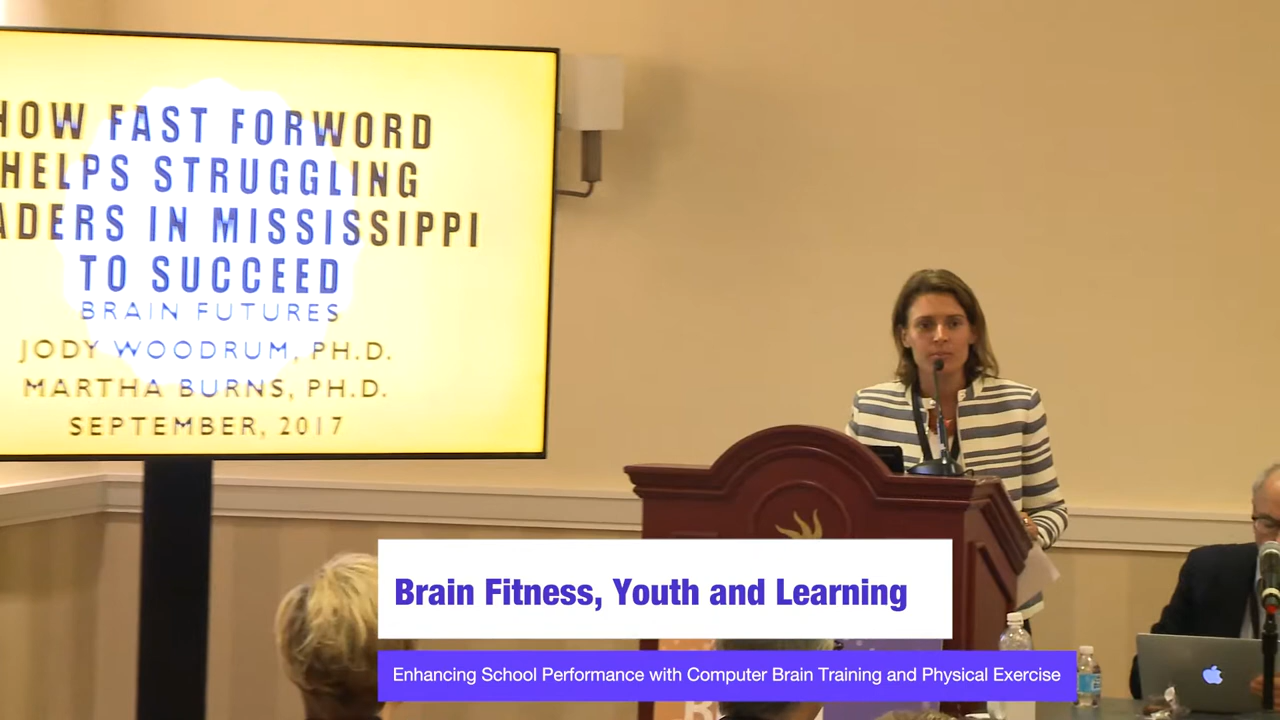 HOW FAST FORWORD
HELPS STRUGGLING
ADERS IN MISSISSIPPI
TO SUCCEED
BRAIN FUTURES
JODY WOODRUM, PH.D.
MARTHA BURNS, PH.D.
SEPTEMBER, 2017
Brain Fitness, Youth and Learning
Enhancing School Performance with Computer Brain Training and Physical Exercise